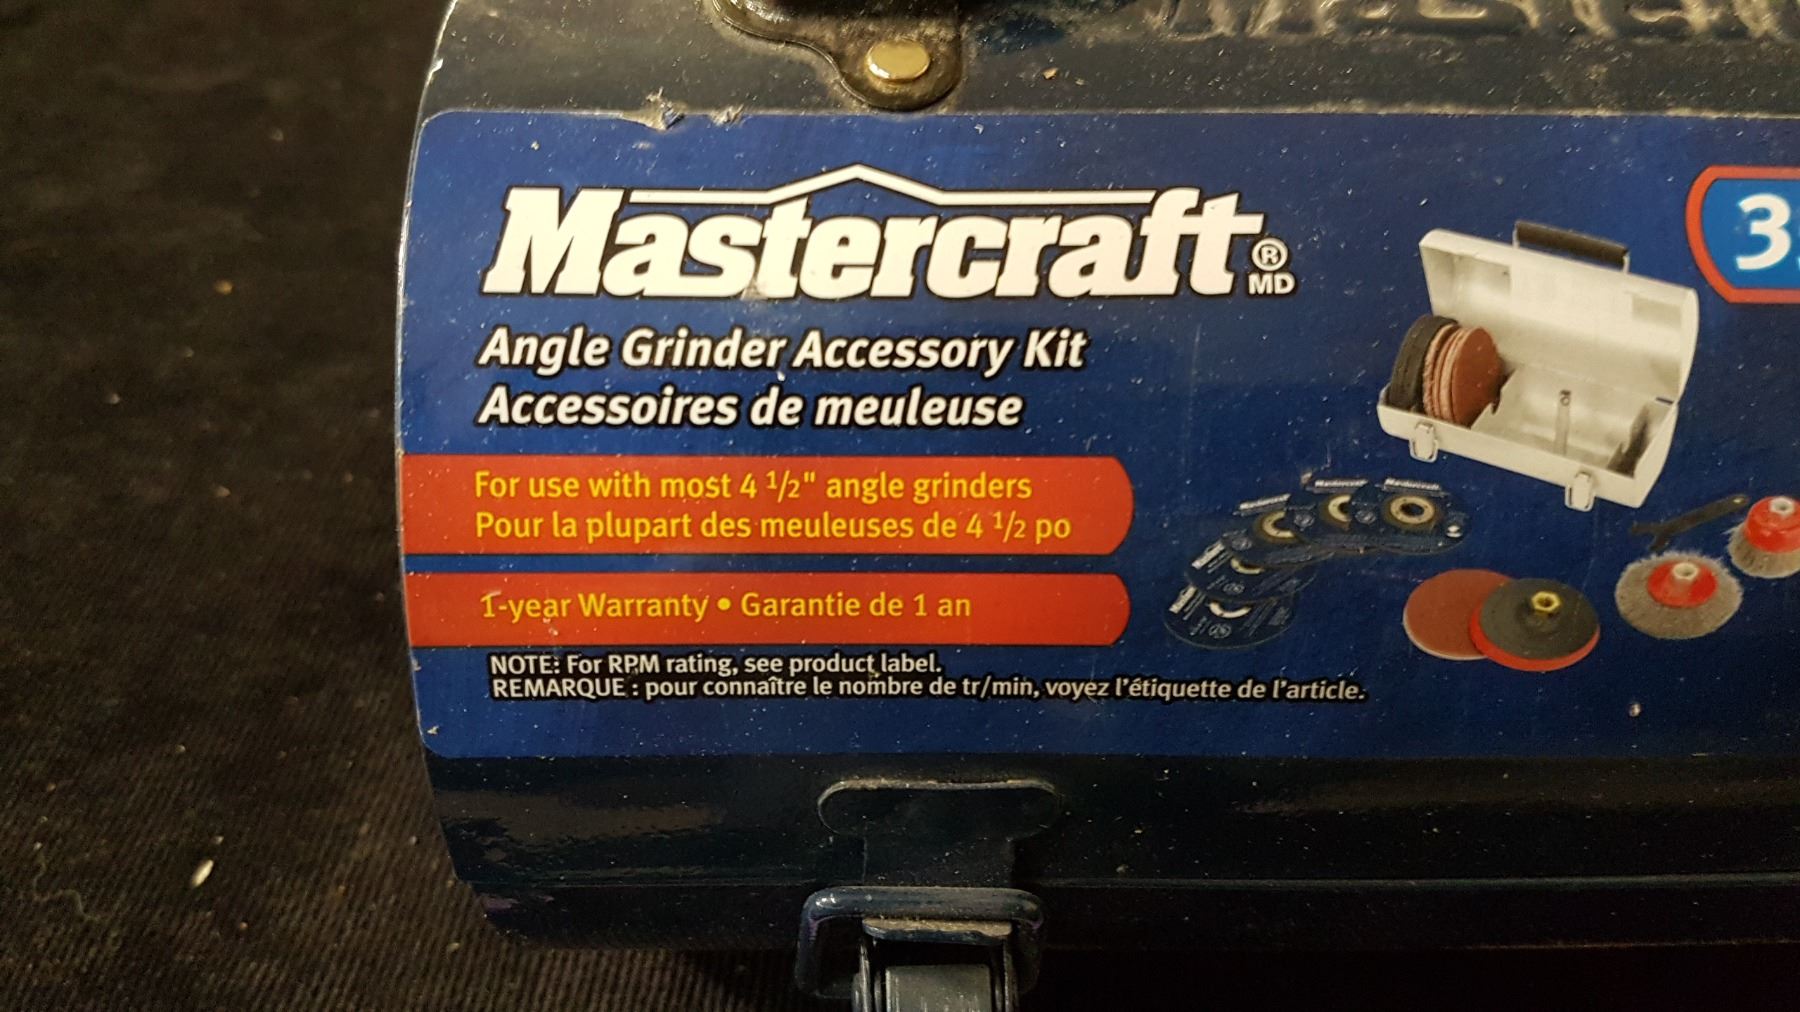 Mastercraft ® MD
Angle Grinder Accessory Kit
Accessoires de meuleuse
For use with most 4 1/2" angle grinders
Pour la plupart des meuleuses de 4 1/2 po
1-year Warranty • Garantie de 1 an
NOTE: For RPM rating, see product label.
REMARQUE : pour connaître le nombre de tr/min, voyez l'étiquette de l'article.
Mastercraft
Mastercraft